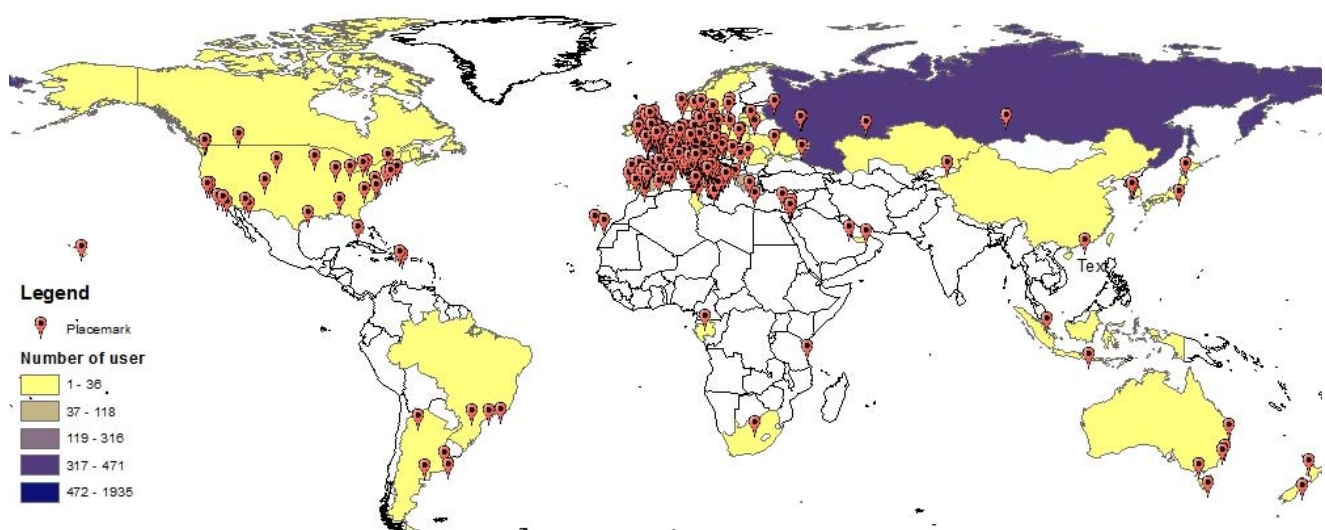 Text
Legend
Placemark
Number of user
1 - 36
37 - 118
119 - 316
317 - 471
472 - 1935